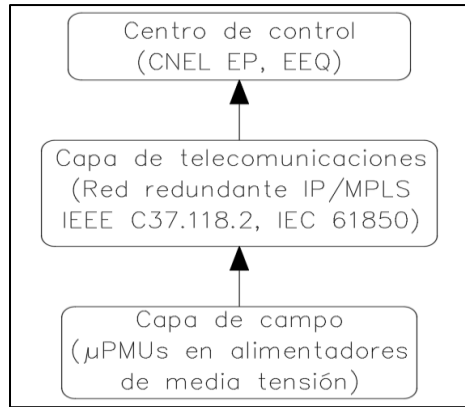 Centro de control
(CNEL EP, EEQ)
Capa de telecomunicaciones
(Red redundante IP/MPLS
IEEE C37.118.2, IEC 61850)
Capa de campo
(μPMUs en alimentadores
de media tensión)